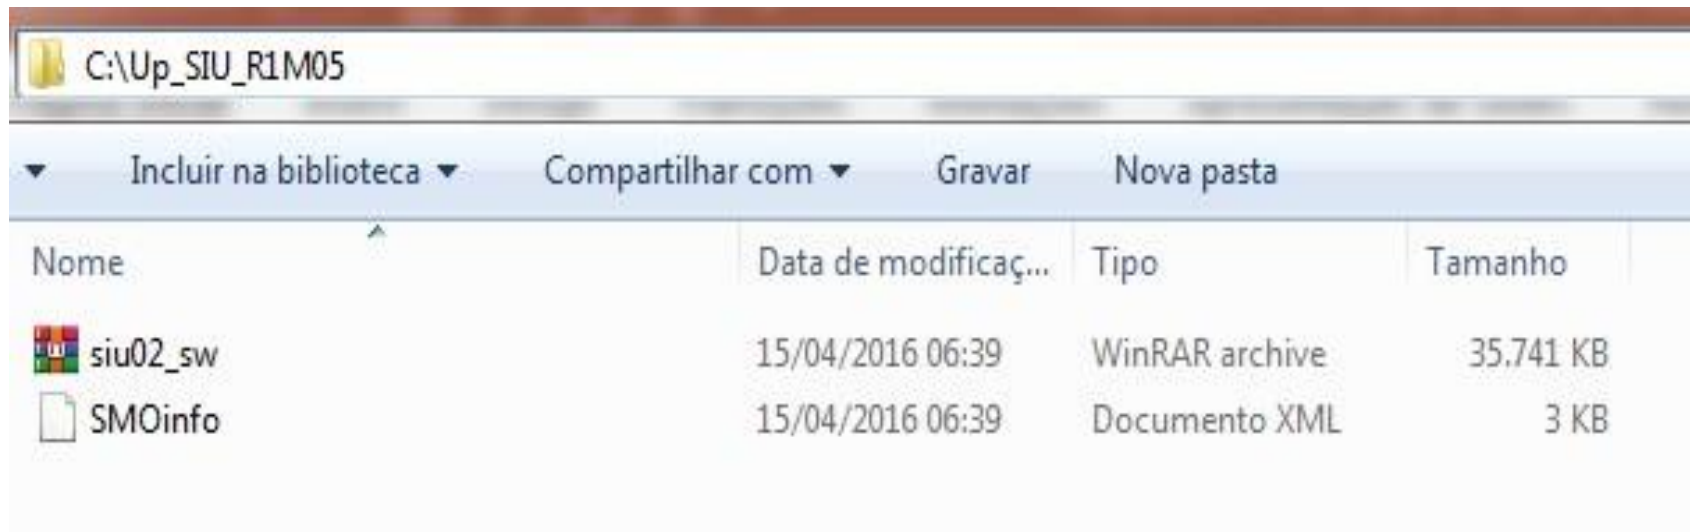 C:\Up_SIU_R1M05
Incluir na biblioteca Compartilhar com Gravar Nova pasta
Nome Data de modificaç... Tipo Tamanho
siu02_sw 15/04/2016 06:39 WinRAR archive 35.741 KB
SMOinfo 15/04/2016 06:39 Documento XML 3 KB